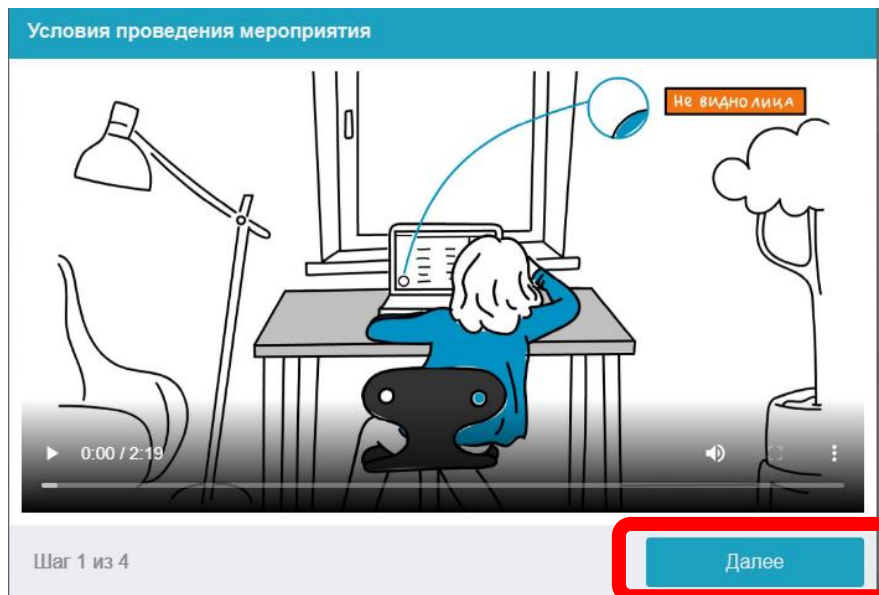 Условия проведения мероприятия
Не видно лица
0:00 / 2:19
Шаг 1 из 4
Далее